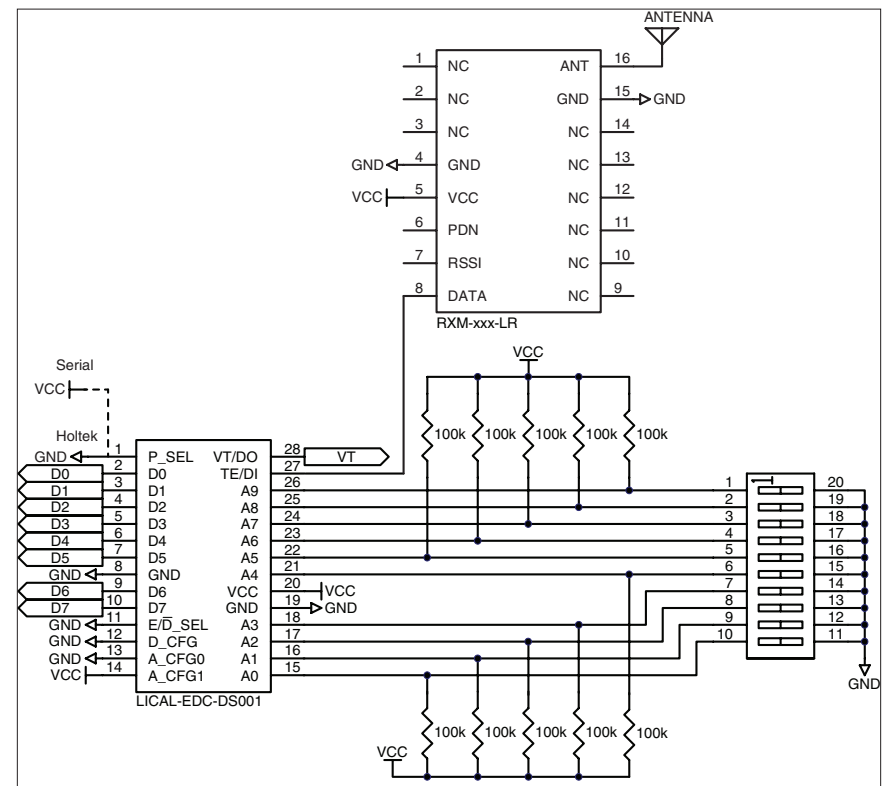 ANTENNA
1 NC ANT 16
2 NC GND 15 GND
3 NC NC 14
GND 4 GND NC 13
VCC 5 VCC NC 12
6 PDN NC 11
7 RSSI NC 10
8 DATA NC 9
RXM-xxx-LR
VCC
Serial
VCC
100k 100k 100k 100k 100k
Holtek
GND 1 P_SEL VT/DO 28 VT
D0 2 D0 TE/DI 27
D1 3 D1 A9 26 1 20
D2 4 D2 A8 25 2 19
D3 5 D3 A7 24 3 18
D4 6 D4 A6 23 4 17
D5 7 D5 A5 22 5 16
GND 8 GND A4 21 6 15
D6 9 D6 VCC 20 VCC 7 14
D7 10 D7 GND 19 GND 8 13
GND 11 E/D_SEL A3 18 9 12
GND 12 D_CFG A2 17 10 11
GND 13 A_CFG0 A1 16
VCC 14 A_CFG1 A0 15
GND
LICAL-EDC-DS001
100k 100k 100k 100k 100k
VCC